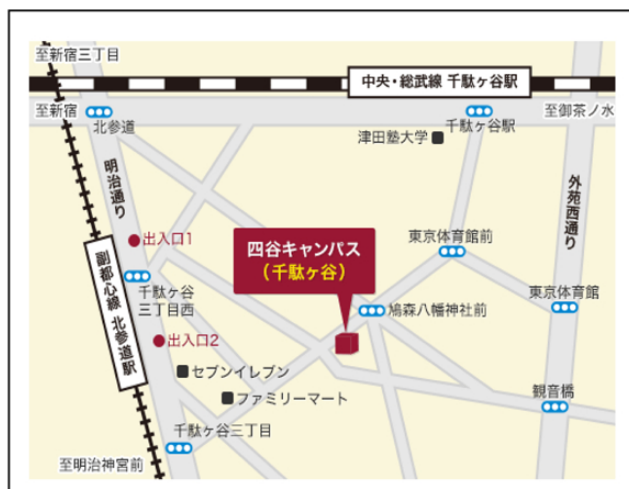 至新宿三丁目
中央・総武線 千駄ヶ谷駅
至新宿
至御茶ノ水
北参道
千駄ヶ谷駅
津田塾大学
明治通り
外苑西通り
出入口1
四谷キャンパス
(千駄ヶ谷)
東京体育館前
副都心線 北参道駅
千駄ヶ谷
三丁目西
鳩森八幡神社前
東京体育館
出入口2
セブンイレブン
ファミリーマート
観音橋
千駄ヶ谷三丁目
至明治神宮前